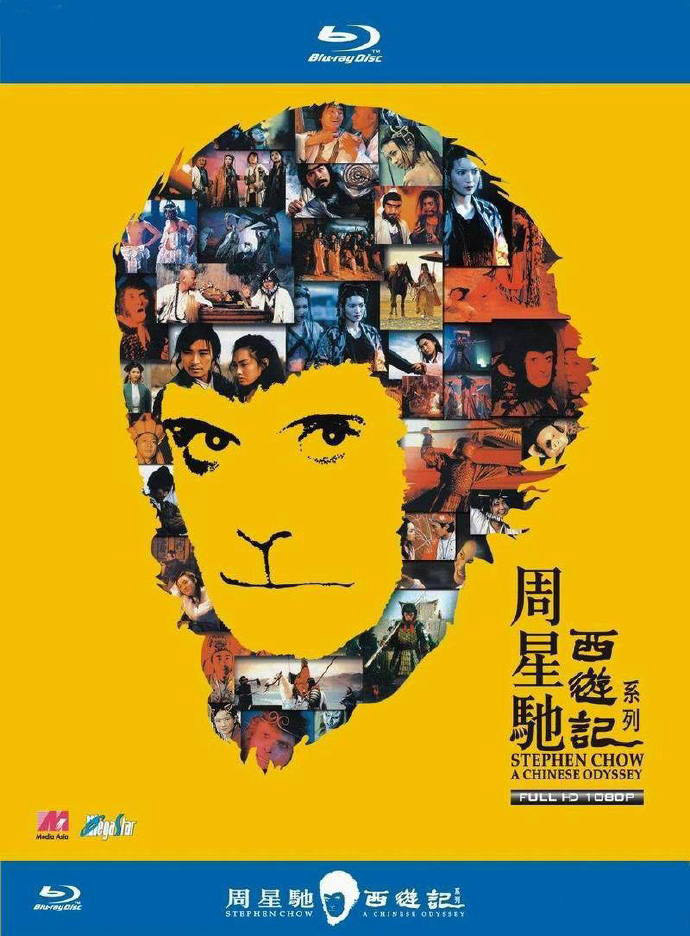 Blu-ray Disc™
周星馳
西遊記
系列
STEPHEN CHOW
A CHINESE ODYSSEY
FULL HD 1080P
M
Media Asia
MegaStar
Blu-ray Disc
周星馳 西遊記 系列
STEPHEN CHOW A CHINESE ODYSSEY